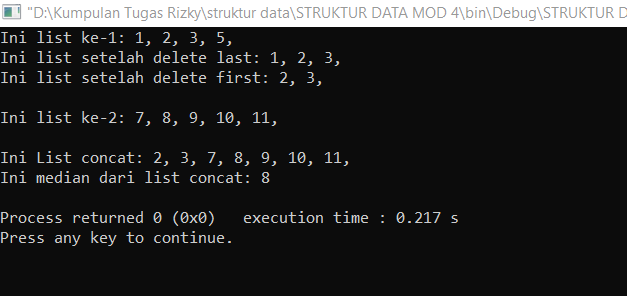 "D:\Kumpulan Tugas Rizky\struktur data\STRUKTUR DATA MOD 4\bin\Debug\STRUKTUR D
Ini list ke-1: 1, 2, 3, 5,
Ini list setelah delete last: 1, 2, 3,
Ini list setelah delete first: 2, 3,
Ini list ke-2: 7, 8, 9, 10, 11,
Ini List concat: 2, 3, 7, 8, 9, 10, 11,
Ini median dari list concat: 8
Process returned 0 (0x0)   execution time : 0.217 s
Press any key to continue.